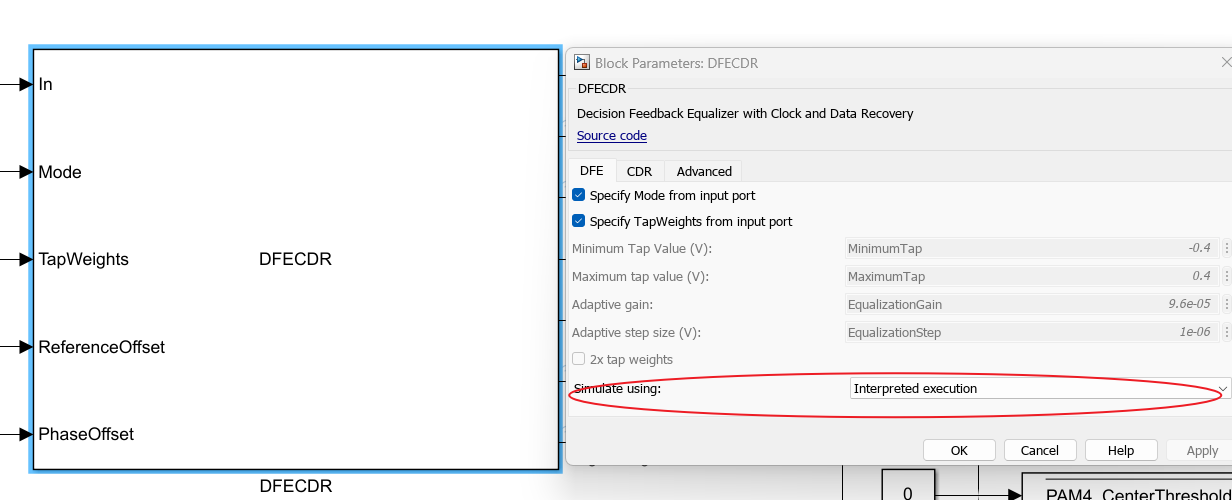 In
Mode
TapWeights
DFECDR
ReferenceOffset
PhaseOffset
DFECDR
Block Parameters: DFECDR
DFECDR
Decision Feedback Equalizer with Clock and Data Recovery
Source code
DFE CDR Advanced
Specify Mode from input port
Specify TapWeights from input port
Minimum Tap Value (V): MinimumTap -0.4
Maximum tap value (V): MaximumTap 0.4
Adaptive gain: EqualizationGain 9.6e-05
Adaptive step size (V): EqualizationStep 1e-06
2x tap weights
Simulate using: Interpreted execution
OK Cancel Help Apply
0
PAM4_CenterThreshold